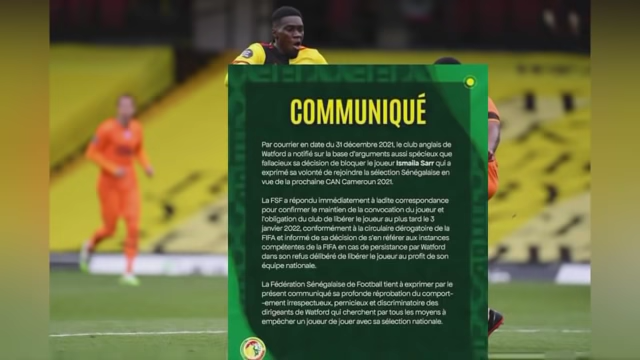 COMMUNIQUÉ
Par courrier en date du 31 décembre 2021, le club anglais de
Watford a notifié sur la base d'arguments aussi spécieux que
fallacieux sa décision de bloquer le joueur Ismaila Sarr qui a
exprimé sa volonté de rejoindre la sélection Sénégalaise en
vue de la prochaine CAN Cameroun 2021.
La FSF a répondu immédiatement à ladite correspondance
pour confirmer le maintien de la convocation du joueur et
l'obligation du club de libérer le joueur au plus tard le 3
janvier 2022, conformément à la circulaire dérogatoire de la
FIFA et informé de sa décision de s'en référer aux Instances
compétentes de la FIFA en cas de persistance par Watford
dans son refus délibéré de libérer le joueur au profit de son
équipe nationale.
La Fédération Sénégalaise de Football tient à exprimer par le
présent communiqué sa profonde réprobation du comport-
-ement irrespectueux, pernicieux et discriminatoire des
dirigeants de Watford qui cherchent par tous les moyens à
empêcher un joueur de jouer avec sa sélection nationale.